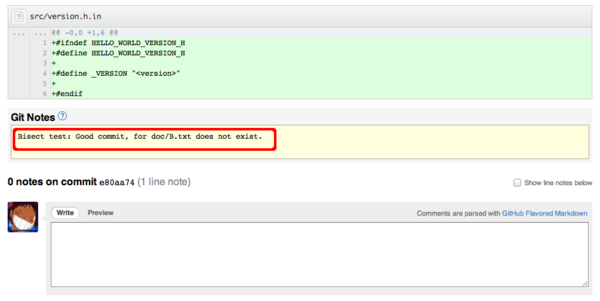 src/version.h.in
... ... @@ -0,0 +1,6 @@
1 +#ifndef HELLO_WORLD_VERSION_H
2 +#define HELLO_WORLD_VERSION_H
3 +
4 +#define _VERSION "<version>"
5 +
6 +#endif
Git Notes ?
Bisect test: Good commit, for doc/B.txt does not exist.
0 notes on commit e80aa74 (1 line note)
Show line notes below
Write Preview Comments are parsed with GitHub Flavored Markdown